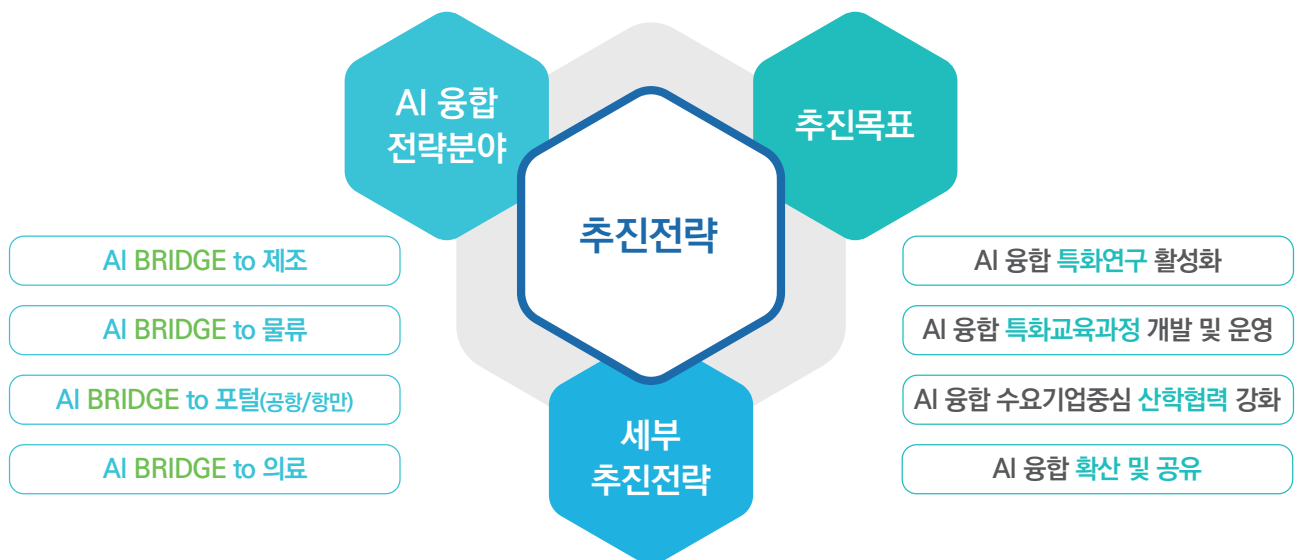 AI 융합
전략분야
추진목표
추진전략
세부
추진전략
AI BRIDGE to 제조
AI BRIDGE to 물류
AI BRIDGE to 포털(공항/항만)
AI BRIDGE to 의료
AI 융합 특화연구 활성화
AI 융합 특화교육과정 개발 및 운영
AI 융합 수요기업중심 산학협력 강화
AI 융합 확산 및 공유